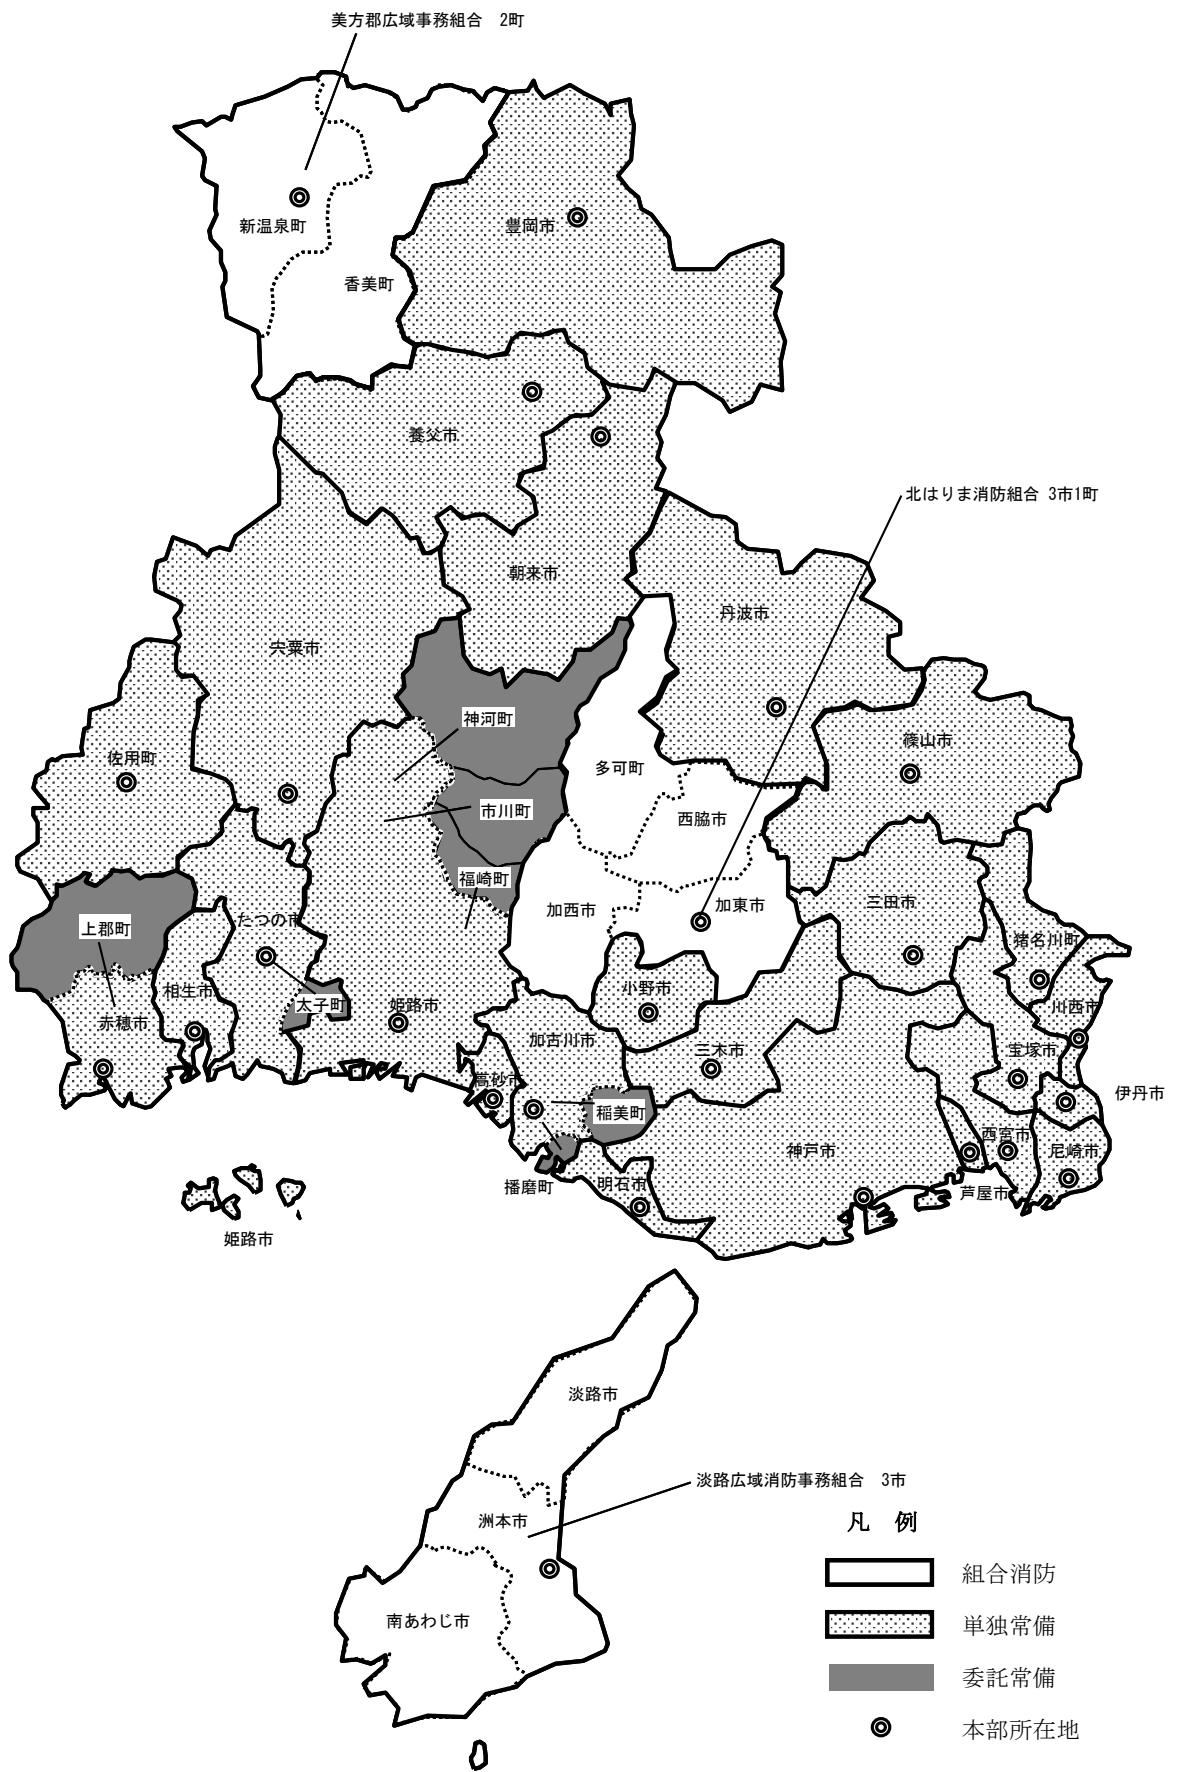 美方郡広域事務組合　2町
新温泉町
豊岡市
香美町
養父市
北はりま消防組合 3市1町
朝来市
丹波市
宍粟市
神河町
篠山市
佐用町
多可町
市川町
西脇市
福崎町
三田市
加西市
加東市
たつの市
上郡町
猪名川町
相生市
太子町
姫路市
小野市
川西市
赤穂市
加古川市
三木市
宝塚市
高砂市
伊丹市
稲美町
西宮市
神戸市
尼崎市
播磨町
明石市
芦屋市
姫路市
淡路市
淡路広域消防事務組合　3市
洲本市
凡　例
組合消防
南あわじ市
単独常備
委託常備
本部所在地